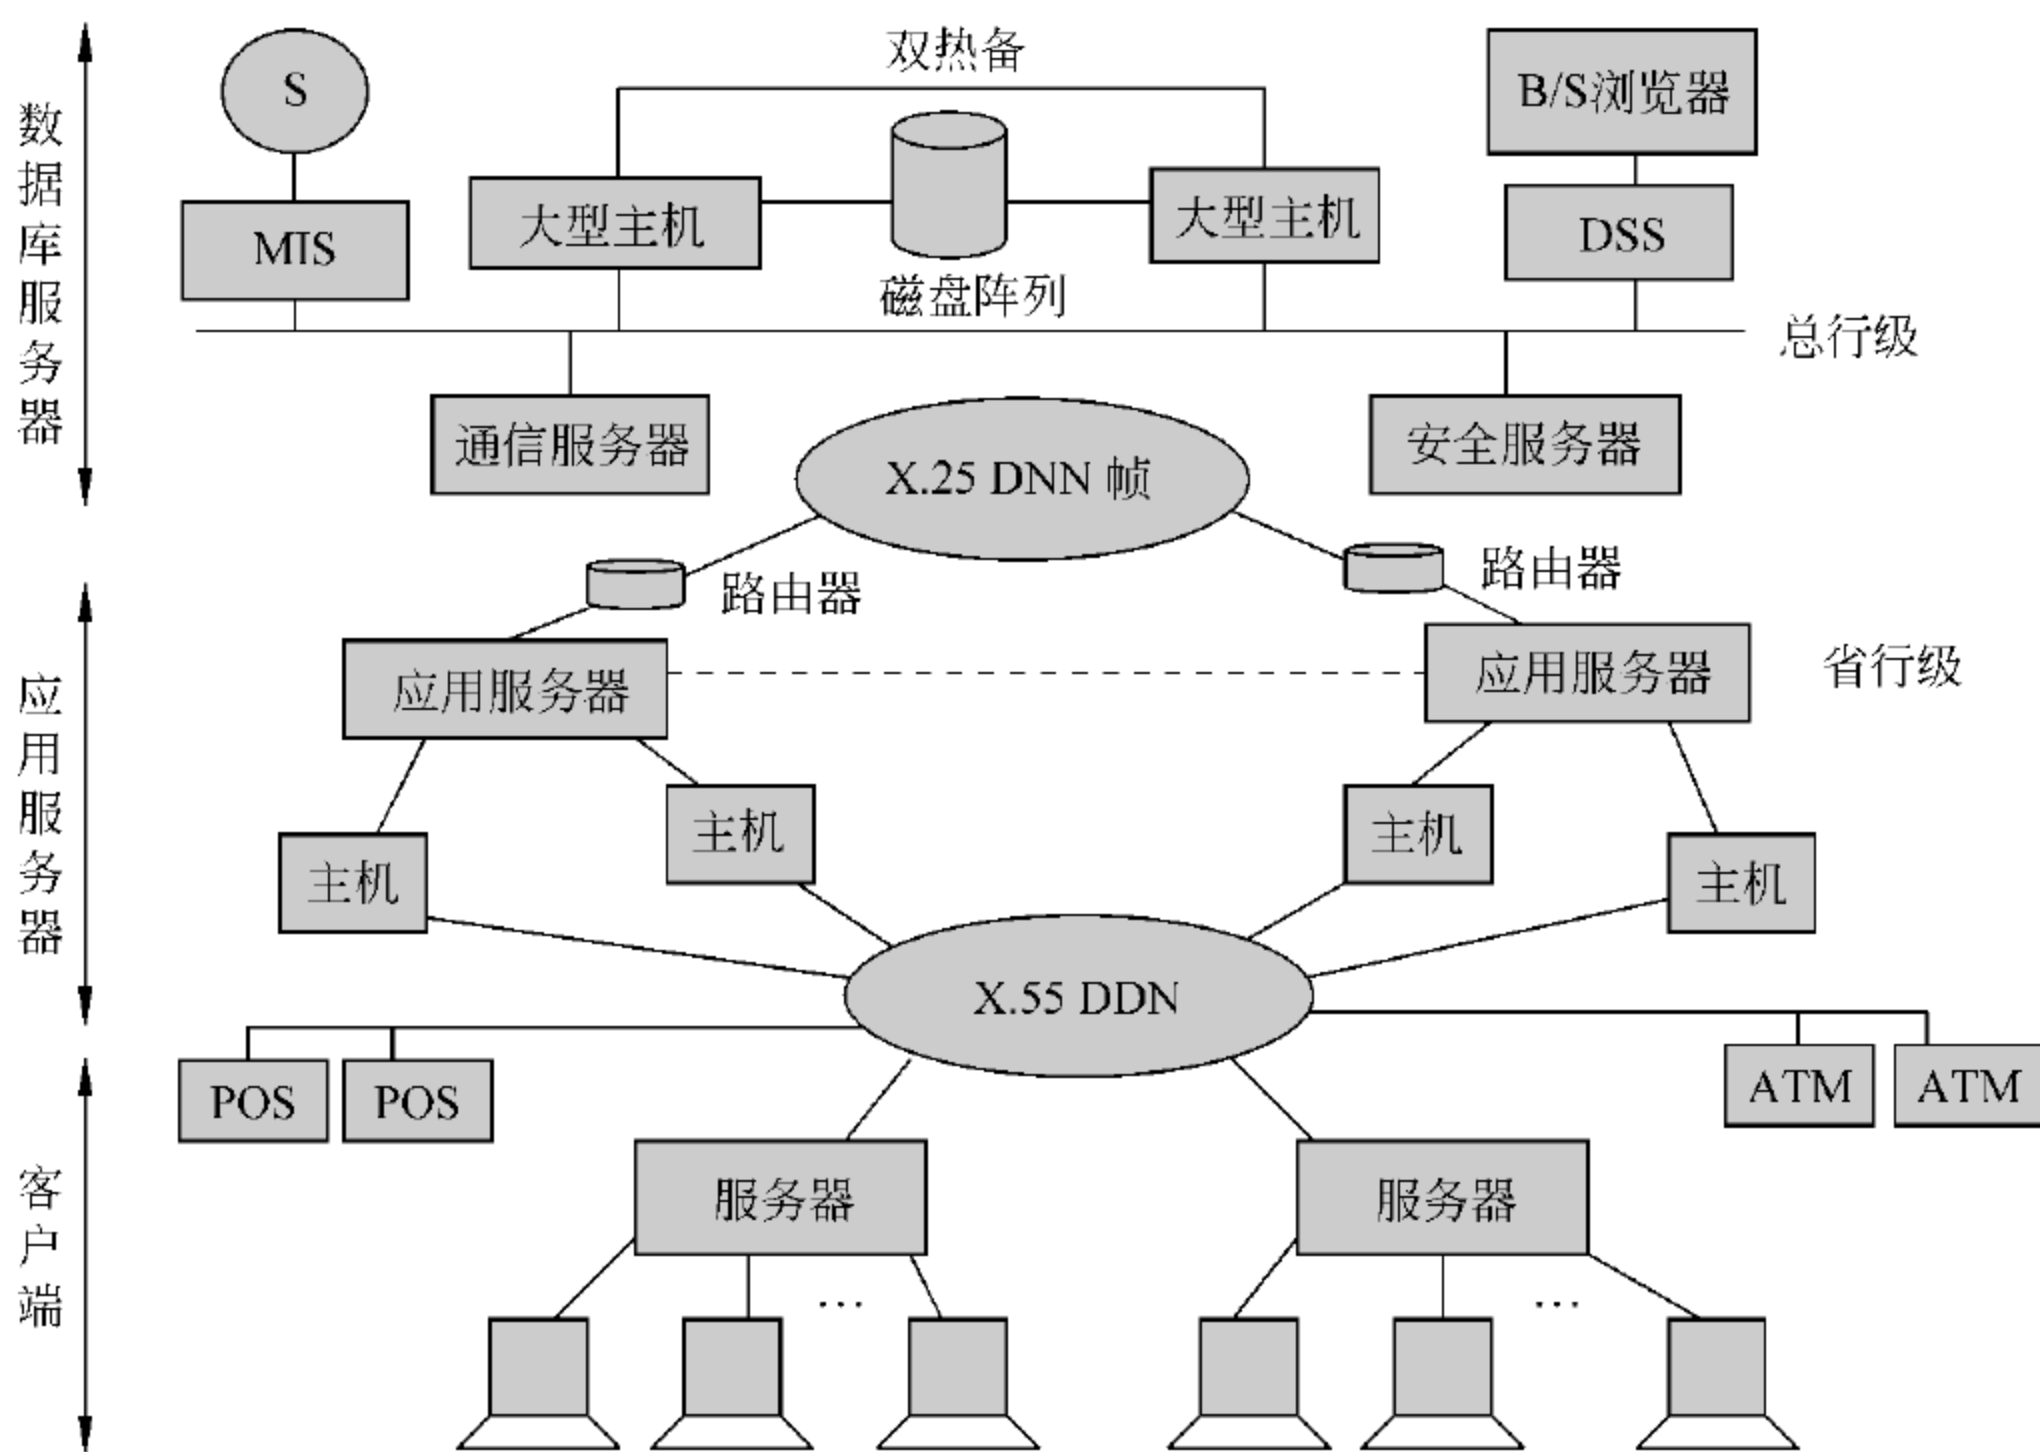 数据库服务器
双热备
S
B/S浏览器
大型主机
大型主机
MIS
DSS
磁盘阵列
总行级
通信服务器
X.25 DNN 帧
安全服务器
路由器
路由器
应用服务器
应用服务器
应用服务器
省行级
主机
主机
主机
主机
X.55 DDN
客户端
POS
POS
ATM
ATM
服务器
服务器
…
…